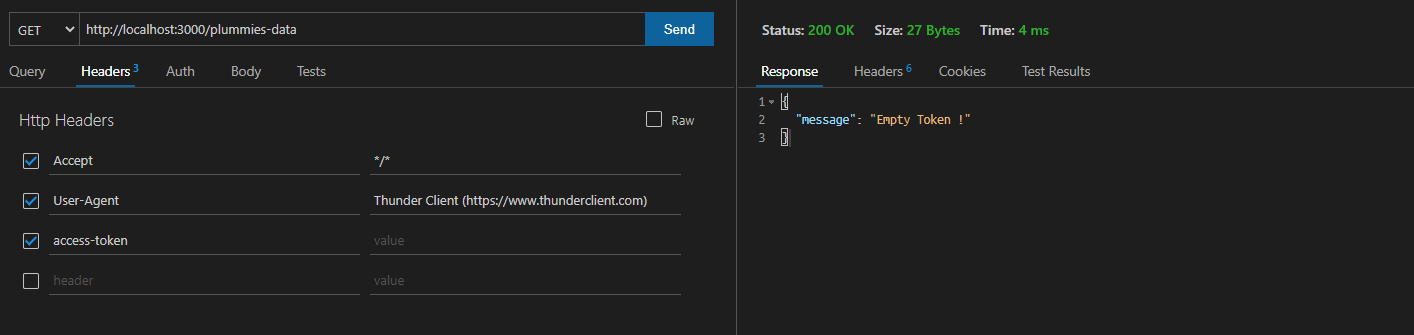 GET http://localhost:3000/plummies-data Send
Query Headers 3 Auth Body Tests
Http Headers Raw
Accept */*
User-Agent Thunder Client (https://www.thunderclient.com)
access-token value
header value
Status: 200 OK Size: 27 Bytes Time: 4 ms
Response Headers 6 Cookies Test Results
1 {
2 "message": "Empty Token !"
3 }